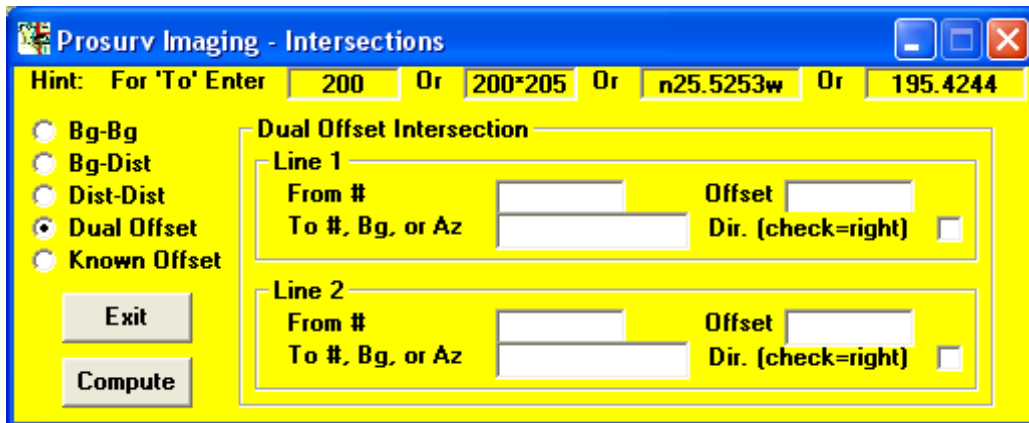 Prosurv Imaging - Intersections
Hint: For 'To' Enter 200 Or 200*205 Or n25.5253w Or 195.4244
Bg-Bg
Bg-Dist
Dist-Dist
Dual Offset
Known Offset
Exit
Compute
Dual Offset Intersection
Line 1
From # Offset
To #, Bg, or Az Dir. (check=right)
Line 2
From # Offset
To #, Bg, or Az Dir. (check=right)